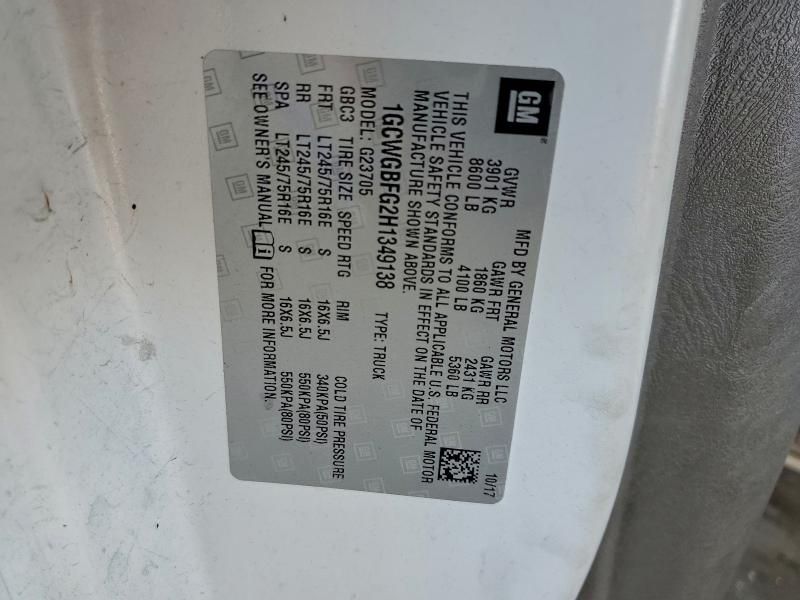 GM
MFD BY GENERAL MOTORS LLC 10/17
GVWR GAWR FRT GAWR RR
3901 KG 1860 KG 2431 KG
8600 LB 4100 LB 5360 LB
THIS VEHICLE CONFORMS TO ALL APPLICABLE U.S. FEDERAL MOTOR
VEHICLE SAFETY STANDARDS IN EFFECT ON THE DATE OF
MANUFACTURE SHOWN ABOVE.
1GCWGBFG2H1349138 TYPE: TRUCK
MODEL: G23705
GBC3 TIRE SIZE SPEED RTG RIM COLD TIRE PRESSURE
FRT LT245/75R16E S 16X6.5J 340KPA(50PSI)
RR LT245/75R16E S 16X6.5J 550KPA(80PSI)
SPA LT245/75R16E S 16X6.5J 550KPA(80PSI)
SEE OWNER'S MANUAL FOR MORE INFORMATION.